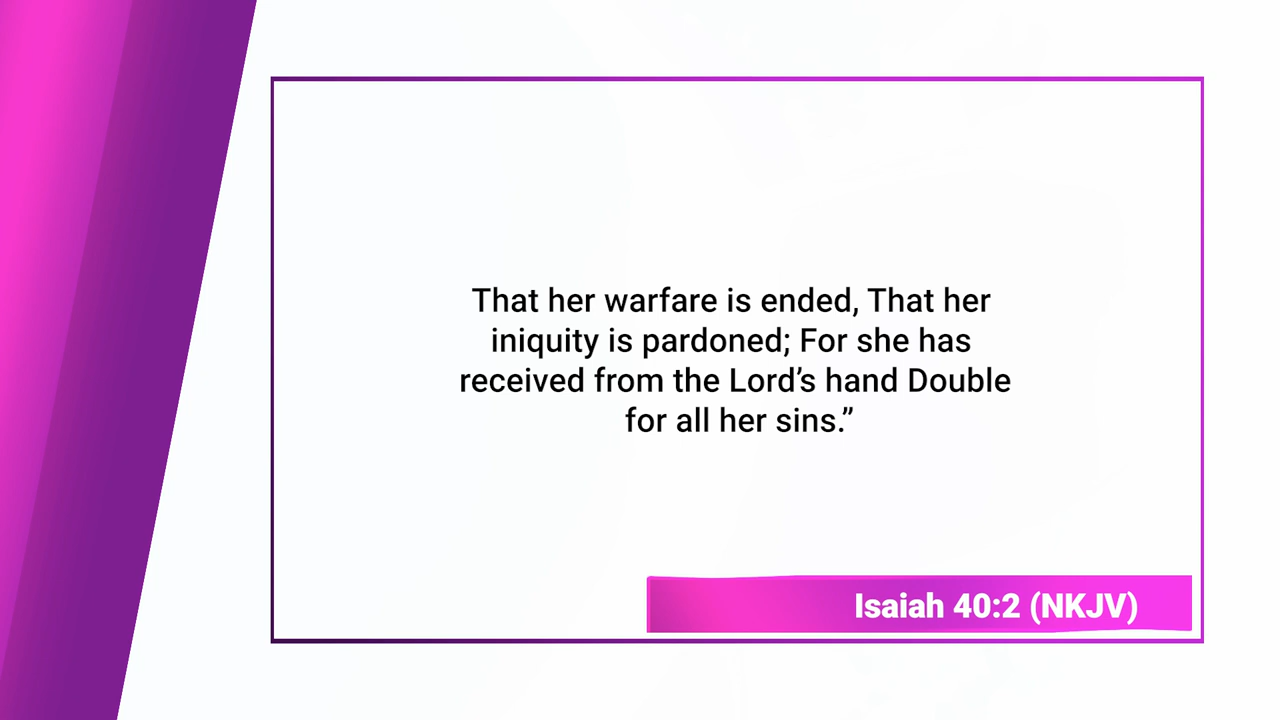 That her warfare is ended, That her
iniquity is pardoned; For she has
received from the Lord’s hand Double
for all her sins.”
Isaiah 40:2 (NKJV)